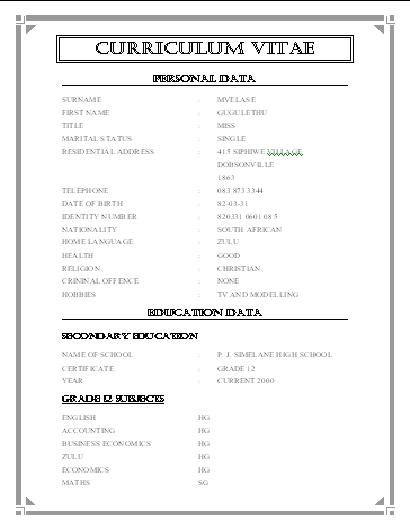 CURRICULUM VITAE
PERSONAL DATA
SURNAME : MVELASE
FIRST NAME : GUGULETHU
TITLE : MISS
MARITAL STATUS : SINGLE
RESIDENTIAL ADDRESS : 415 SIPHIWE VILLAGE
DOBSONVILLE
1863
TELEPHONE : 083 873 3344
DATE OF BIRTH : 82-03-31
IDENTITY NUMBER : 820331 0601 08 5
NATIONALITY : SOUTH AFRICAN
HOME LANGUAGE : ZULU
HEALTH : GOOD
RELIGION : CHRISTIAN
CRIMINAL OFFENCE : NONE
HOBBIES : TV AND MODELLING
EDUCATION DATA
SECONDARY EDUCATION
NAME OF SCHOOL : P. J. SIMELANE HIGH SCHOOL
CERTIFICATE : GRADE 12
YEAR : CURRENT 2000
GRADE 12 SUBJECTS
ENGLISH HG
ACCOUNTING HG
BUSINESS ECONOMICS HG
ZULU HG
ECONOMICS HG
MATHS SG